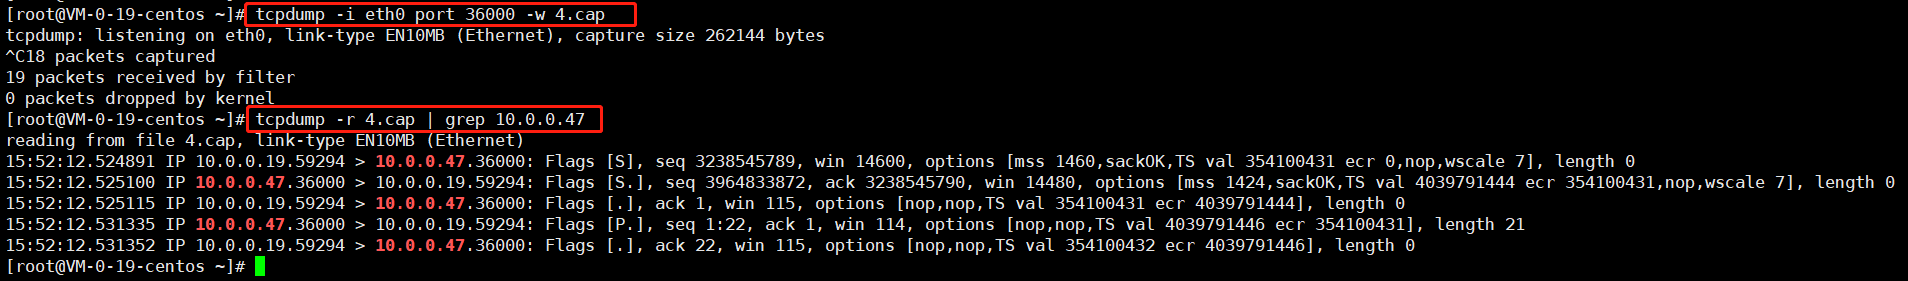 [root@VM-0-19-centos ~]# tcpdump -i eth0 port 36000 -w 4.cap
tcpdump: listening on eth0, link-type EN10MB (Ethernet), capture size 262144 bytes
^C18 packets captured
19 packets received by filter
0 packets dropped by kernel
[root@VM-0-19-centos ~]# tcpdump -r 4.cap | grep 10.0.0.47
reading from file 4.cap, link-type EN10MB (Ethernet)
15:52:12.524891 IP 10.0.0.19.59294 > 10.0.0.47.36000: Flags [S], seq 3238545789, win 14600, options [mss 1460,sackOK,TS val 354100431 ecr 0,nop,wscale 7], length 0
15:52:12.525100 IP 10.0.0.47.36000 > 10.0.0.19.59294: Flags [S.], seq 3964833872, ack 3238545790, win 14480, options [mss 1424,sackOK,TS val 4039791444 ecr 354100431,nop,wscale 7], length 0
15:52:12.525115 IP 10.0.0.19.59294 > 10.0.0.47.36000: Flags [.], ack 1, win 115, options [nop,nop,TS val 354100431 ecr 4039791444], length 0
15:52:12.531335 IP 10.0.0.47.36000 > 10.0.0.19.59294: Flags [P.], seq 1:22, ack 1, win 114, options [nop,nop,TS val 4039791446 ecr 354100431], length 21
15:52:12.531352 IP 10.0.0.19.59294 > 10.0.0.47.36000: Flags [.], ack 22, win 115, options [nop,nop,TS val 354100432 ecr 4039791446], length 0
[root@VM-0-19-centos ~]#